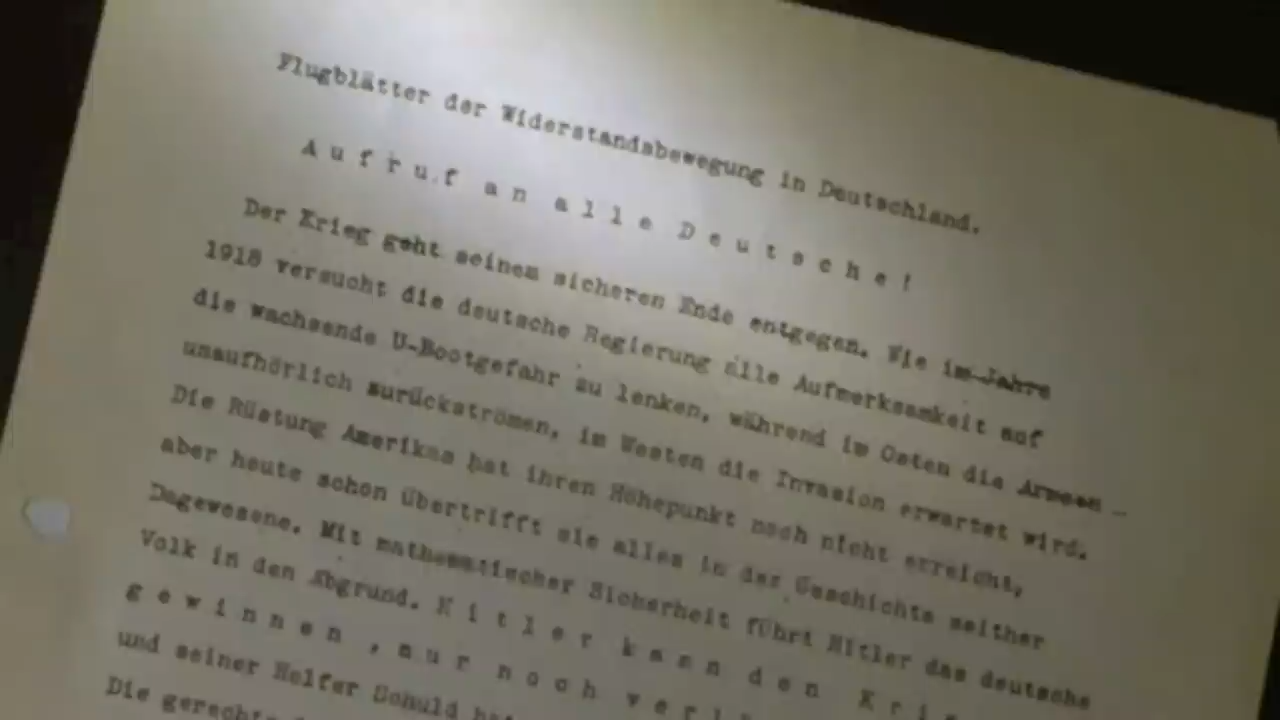 Flugblätter der Widerstandsbewegung in Deutschland.
A u f r u f a n a l l e D e u t s c h e !
Der Krieg geht seinem sicheren Ende entgegen. Wie im Jahre
1918 versucht die deutsche Regierung alle Aufmerksamkeit auf
die wachsende U-Bootgefahr zu lenken, während im Osten die Armeen
unaufhörlich zurückströmen, im Westen die Invasion erwartet wird.
Die Rüstung Amerikas hat ihren Höhepunkt noch nicht erreicht,
aber heute schon übertrifft sie alles in der Geschichte seither
Dagewesene. Mit mathematischer Sicherheit führt Hitler das deutsche
Volk in den Abgrund. H i t l e r k a n n d e n K r i
g e w i n n e n , n u r n o c h v e r l
und seiner Helfer Schuld hat
Die gerechte